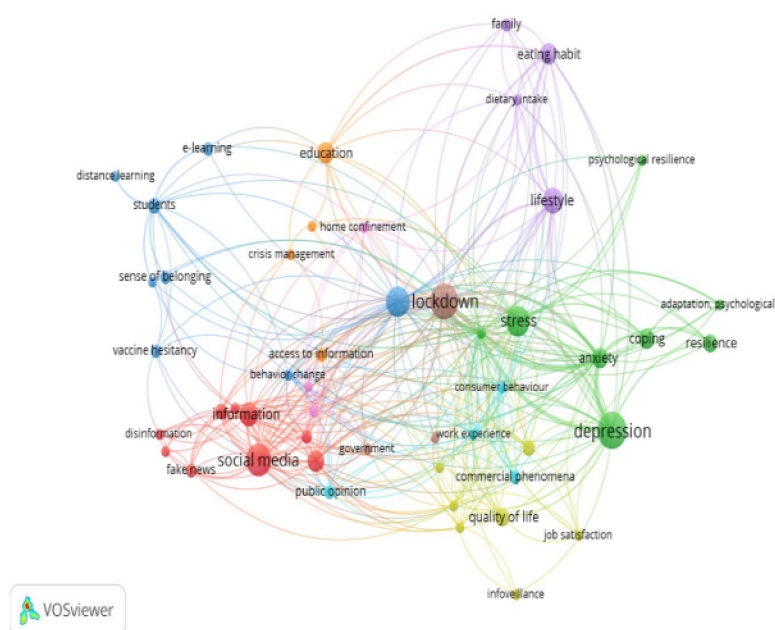 family
eating habit
dietary intake
e-learning
education
psychological resilience
distance learning
students
lifestyle
home confinement
crisis management
sense of belonging
lockdown
adaptation, psychological
stress
coping
resilience
vaccine hesitancy
access to information
anxiety
behavior change
consumer behaviour
information
disinformation
work experience
depression
social media
government
fake news
commercial phenomena
public opinion
quality of life
job satisfaction
infoveillance
VOSviewer